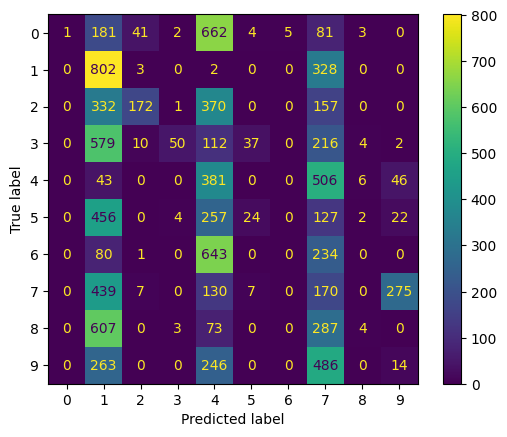 0 1 181 41 2 662 4 5 81 3 0 800
1 0 802 3 0 2 0 0 328 0 0 700
2 0 332 172 1 370 0 0 157 0 0 600
3 0 579 10 50 112 37 0 216 4 2 500
4 0 43 0 0 381 0 0 506 6 46 400
5 0 456 0 4 257 24 0 127 2 22 300
6 0 80 1 0 643 0 0 234 0 0
7 0 439 7 0 130 7 0 170 0 275 200
8 0 607 0 3 73 0 0 287 4 0 100
9 0 263 0 0 246 0 0 486 0 14 0
0 1 2 3 4 5 6 7 8 9
True label
Predicted label